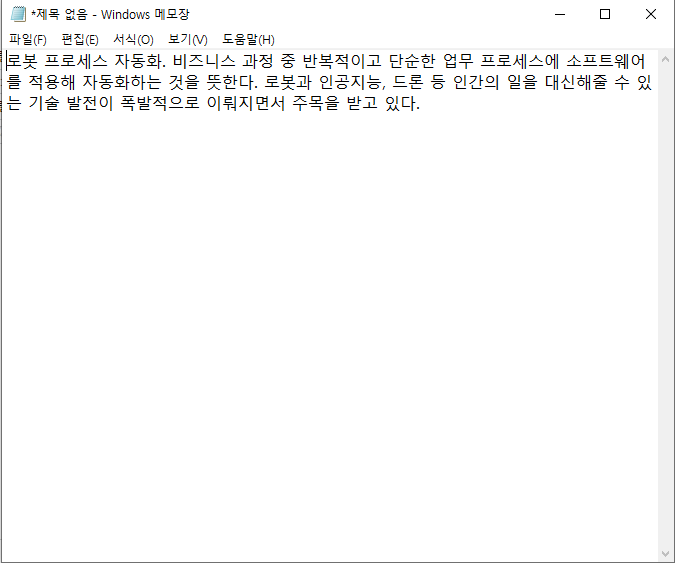 *제목 없음 - Windows 메모장
파일(F) 편집(E) 서식(O) 보기(V) 도움말(H)
로봇 프로세스 자동화. 비즈니스 과정 중 반복적이고 단순한 업무 프로세스에 소프트웨어
를 적용해 자동화하는 것을 뜻한다. 로봇과 인공지능, 드론 등 인간의 일을 대신해줄 수 있
는 기술 발전이 폭발적으로 이뤄지면서 주목을 받고 있다.